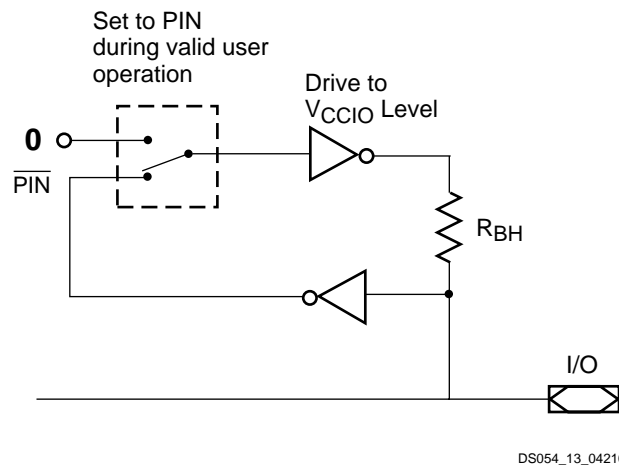 Set to PIN
during valid user
operation
Drive to
VCCIO Level
0
PIN
RBH
I/O